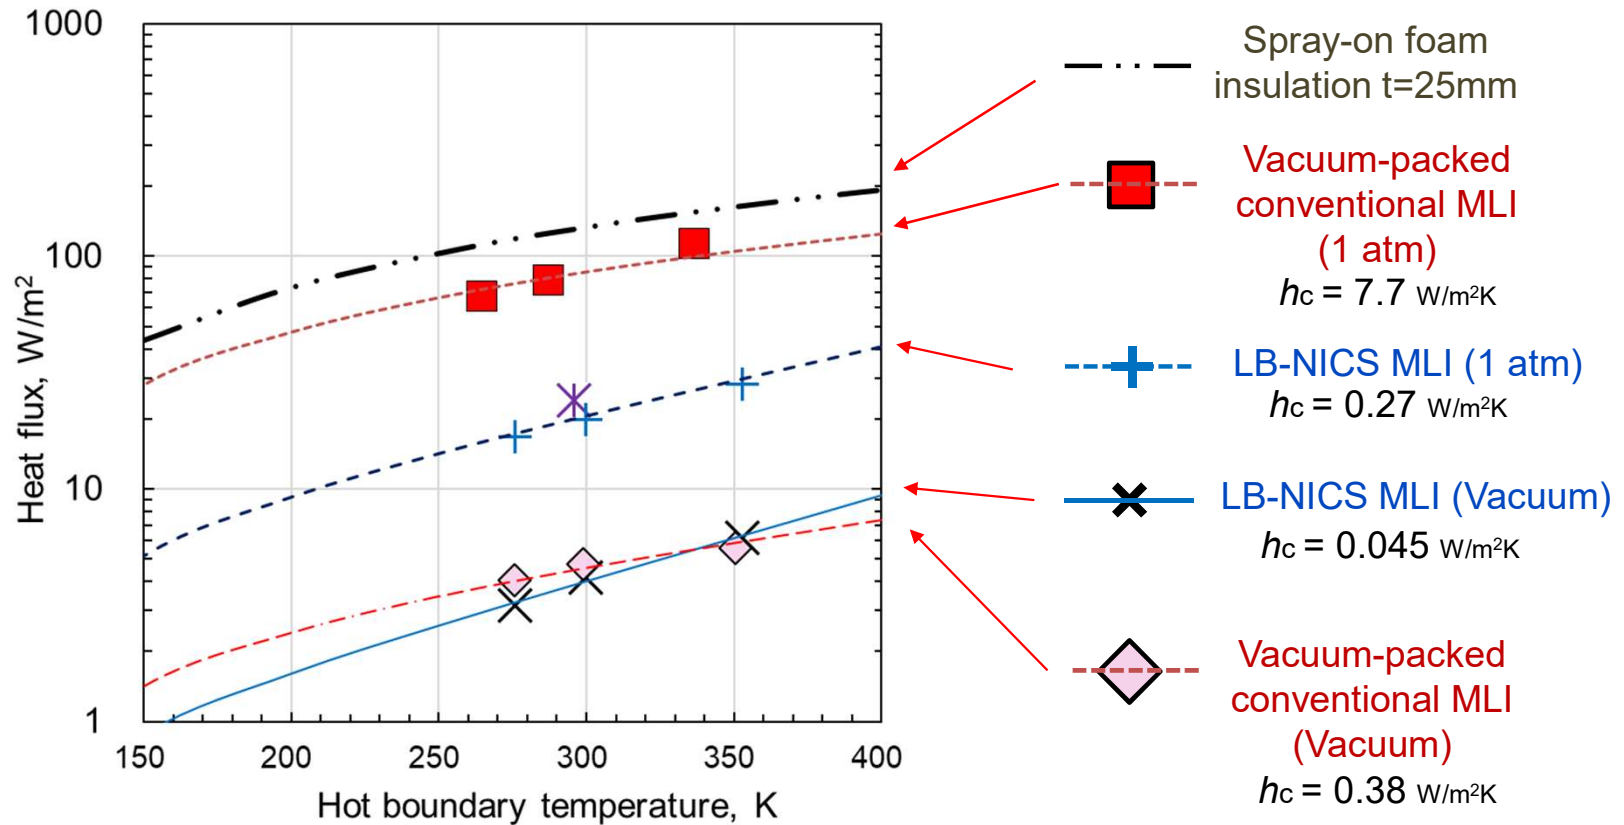 1000
100
10
1
Heat flux, W/m²
150 200 250 300 350 400
Hot boundary temperature, K
Spray-on foam
insulation t=25mm
Vacuum-packed
conventional MLI
(1 atm)
hc = 7.7 W/m²K
LB-NICS MLI (1 atm)
hc = 0.27 W/m²K
LB-NICS MLI (Vacuum)
hc = 0.045 W/m²K
Vacuum-packed
conventional MLI
(Vacuum)
hc = 0.38 W/m²K